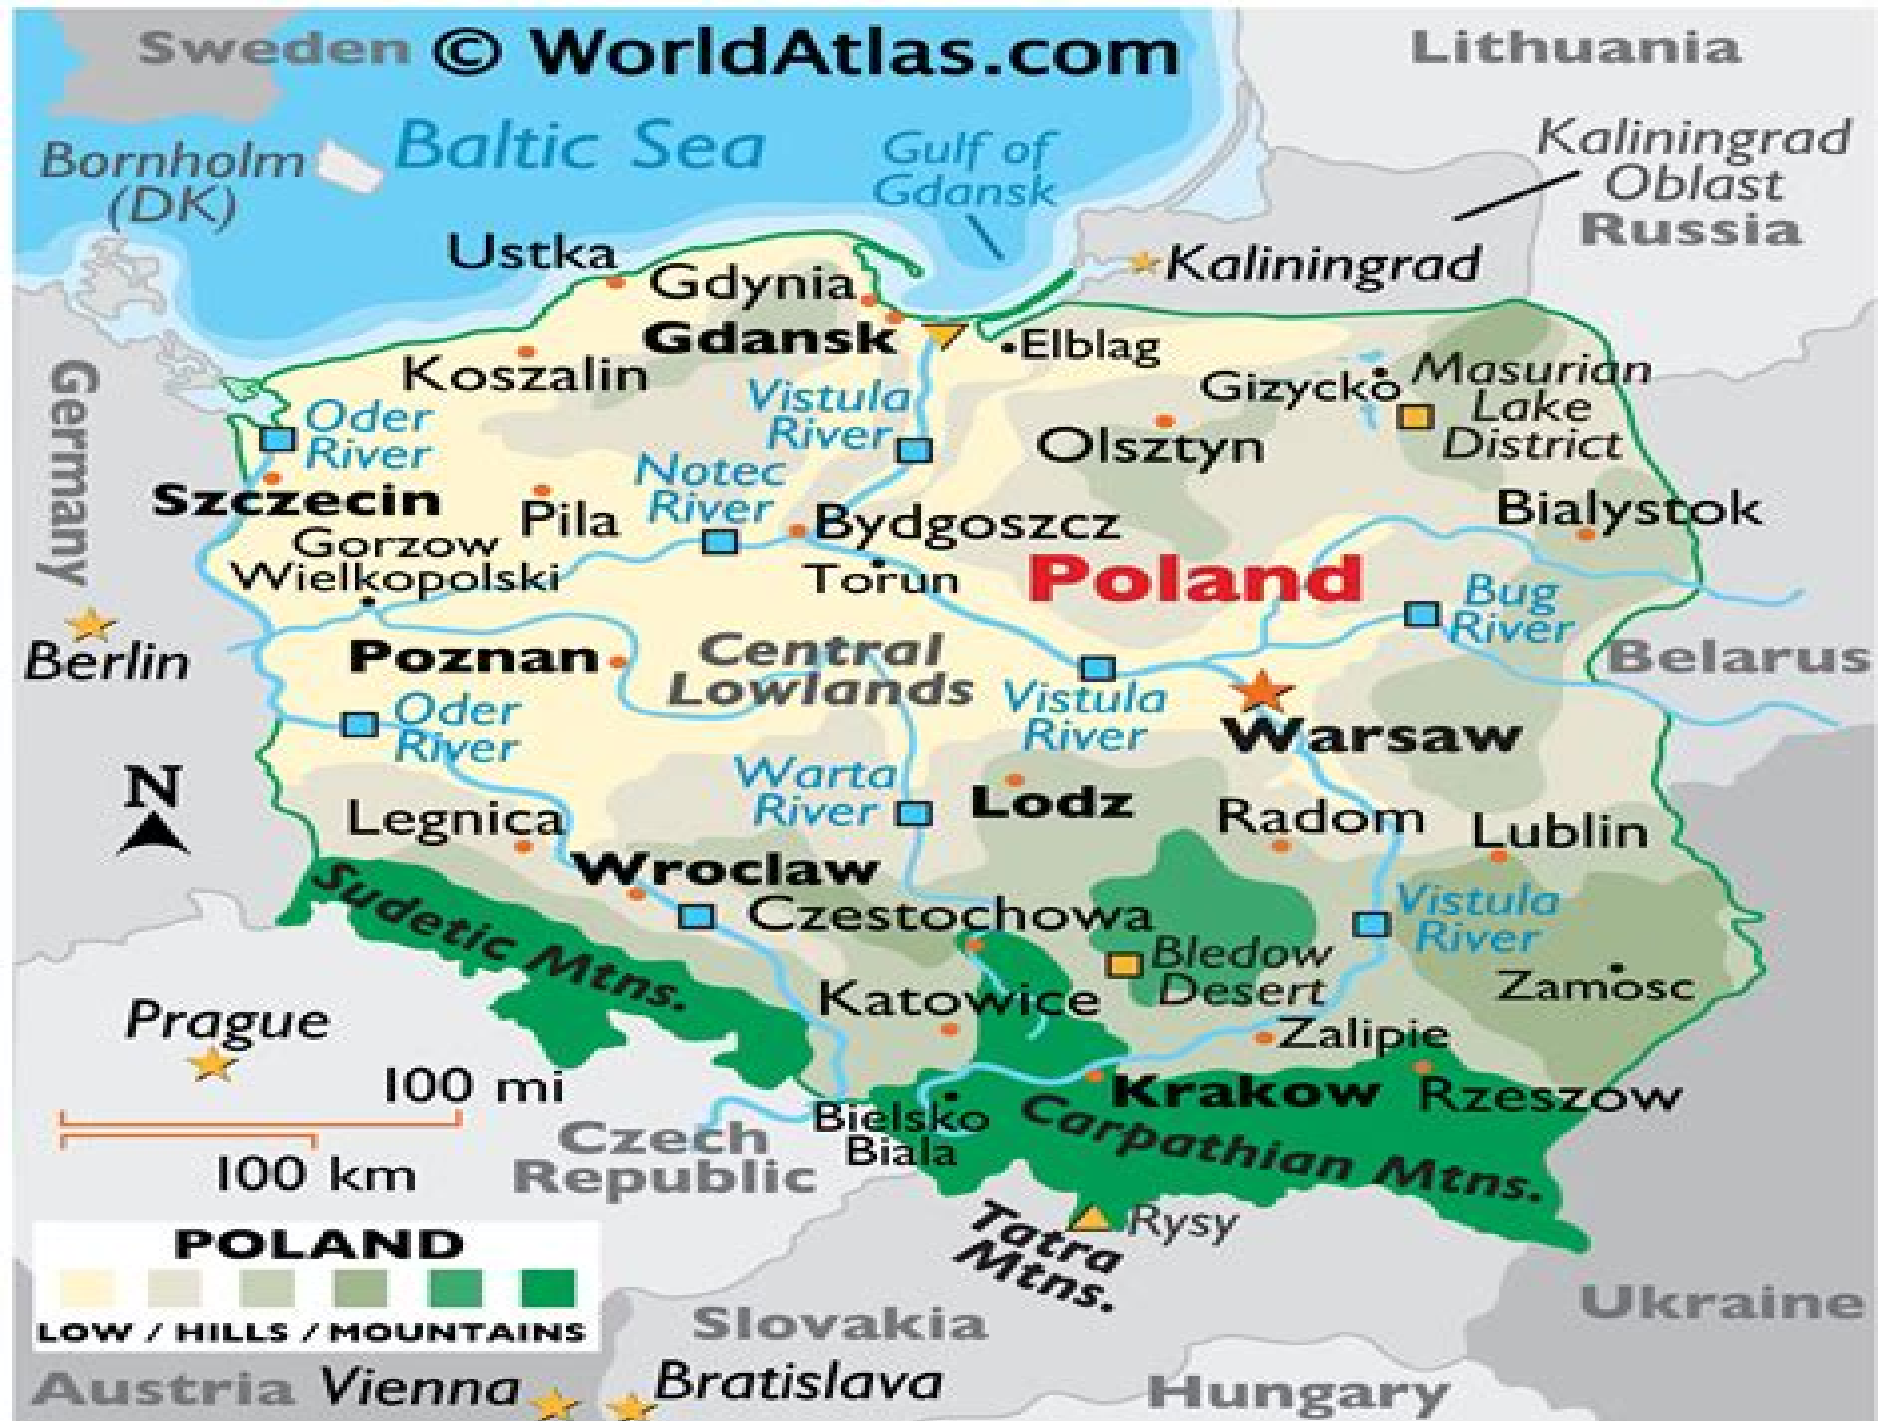 Sweden © WorldAtlas.com
Lithuania
Bornholm
(DK)
Baltic Sea
Gulf of
Gdansk
Kaliningrad
Oblast
Russia
Ustka
Gdynia
Kaliningrad
Gdansk
Elblag
Koszalin
Germany
Vistula
River
Gizycko
Masurian
Lake
District
Oder
River
Olsztyn
Notec
River
Szczecin
Pila
Bydgoszcz
Bialystok
Gorzow
Wielkopolski
Torun
Poland
Bug
River
Berlin
Poznan
Central
Lowlands
Belarus
Vistula
River
Oder
River
Warsaw
N
Warta
River
Lodz
Legnica
Radom
Lublin
Wroclaw
Sudetic Mtns.
Czestochowa
Vistula
River
Bledow
Desert
Katowice
Zamosc
Prague
Zalipie
100 mi
Krakow
Rzeszow
Bielsko
Biala
Carpathian Mtns.
Czech
Republic
100 km
Tatra
Mtns.
Rysy
POLAND
LOW / HILLS / MOUNTAINS
Slovakia
Ukraine
Austria
Vienna
Bratislava
Hungary